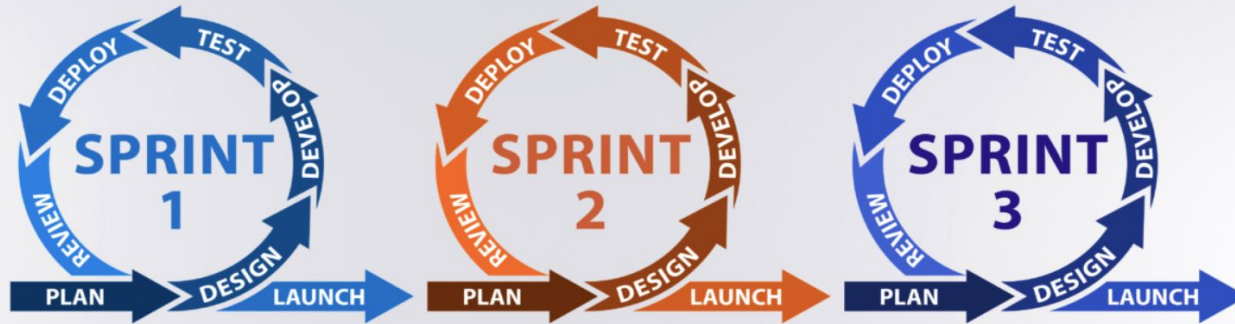 SPRINT
1
PLAN
DESIGN
DEVELOP
TEST
DEPLOY
REVIEW
LAUNCH
SPRINT
2
PLAN
DESIGN
DEVELOP
TEST
DEPLOY
REVIEW
LAUNCH
SPRINT
3
PLAN
DESIGN
DEVELOP
TEST
DEPLOY
REVIEW
LAUNCH